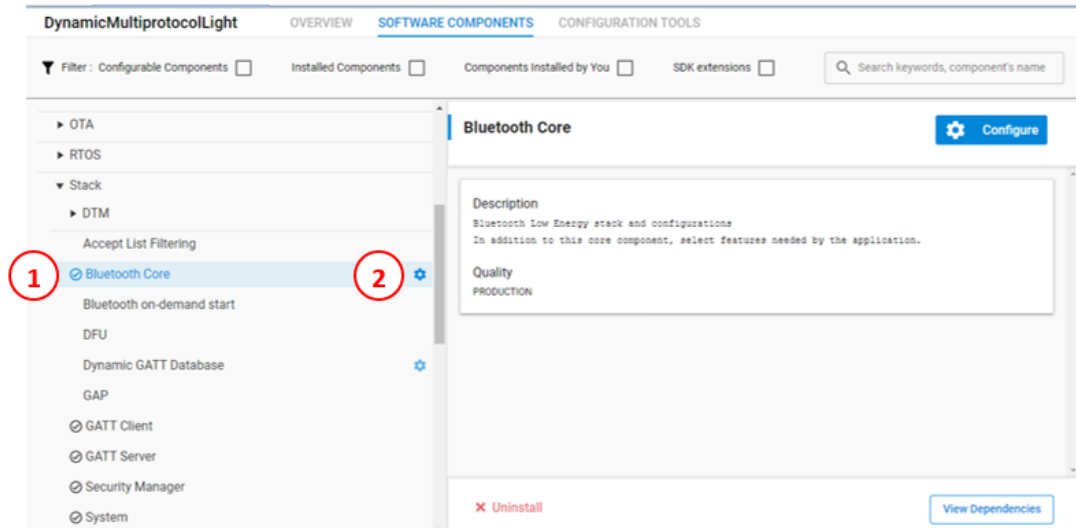 DynamicMultiprotocolLight OVERVIEW SOFTWARE COMPONENTS CONFIGURATION TOOLS
Filter : Configurable Components Installed Components Components Installed by You SDK extensions Search keywords, component's name
OTA
RTOS
Stack
DTM
Accept List Filtering
1 Bluetooth Core 2
Bluetooth on-demand start
DFU
Dynamic GATT Database
GAP
GATT Client
GATT Server
Security Manager
System
Bluetooth Core Configure
Description
Bluetooth Low Energy stack and configurations
In addition to this core component, select features needed by the application.
Quality
PRODUCTION
Uninstall View Dependencies